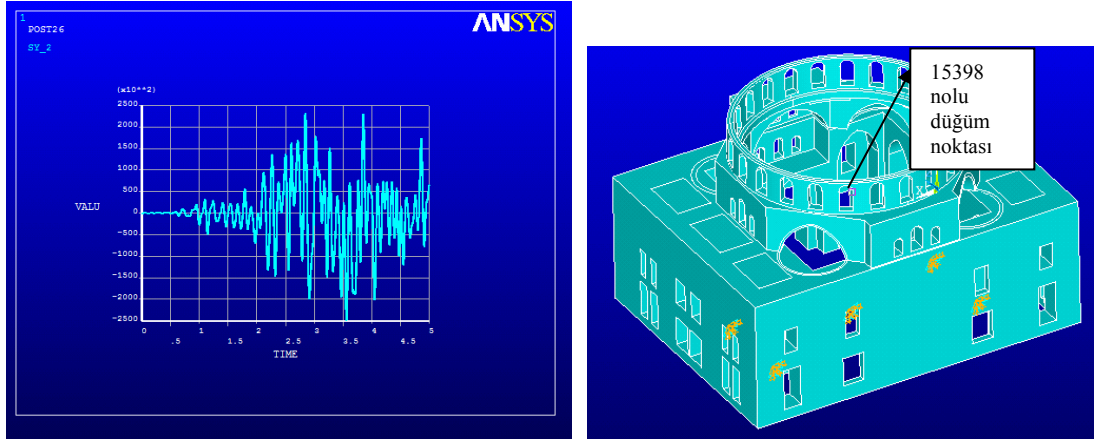 1
POST26
SY_2
ANSYS
(x10**2)
2500
2000
1500
1000
500
0
-500
-1000
-1500
-2000
-2500
VALU
0
1
2
3
4
5
.5
1.5
2.5
3.5
4.5
TIME
15398
nolu
düğüm
noktası
X